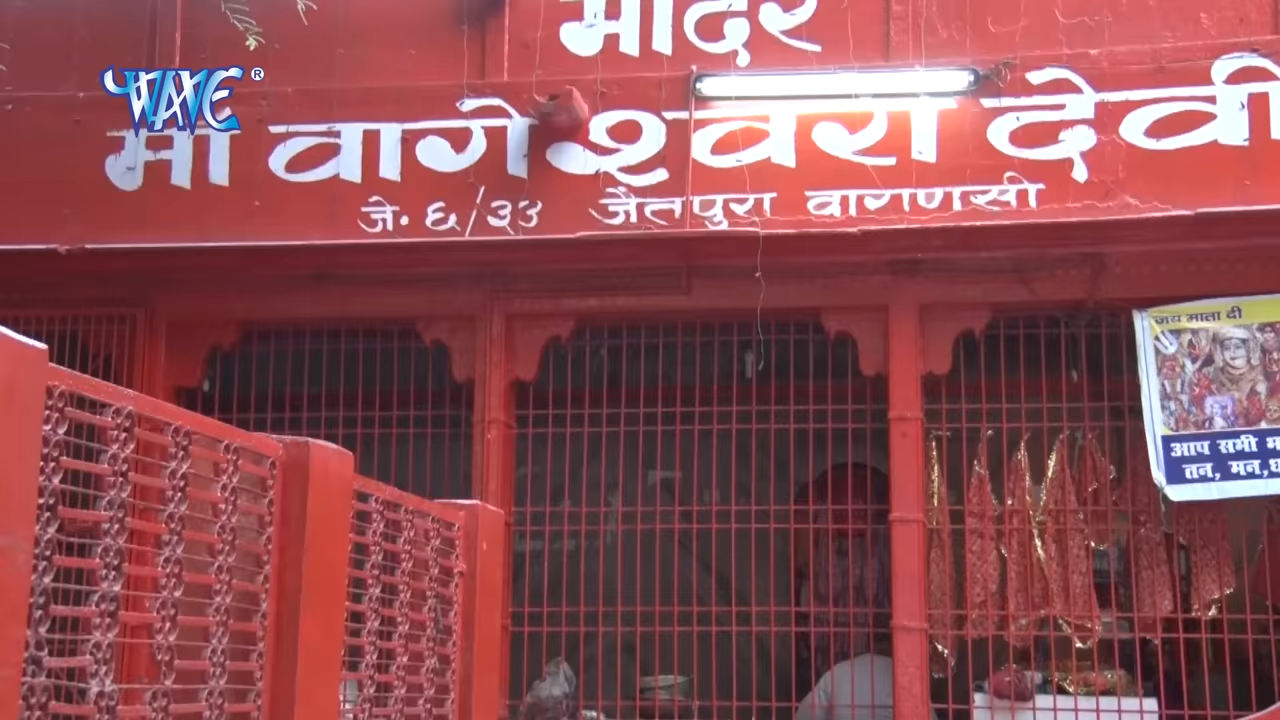 मंदिर
WAVE®
माँ वागेश्वरी देवी
जे. ६/३३ जैतपुरा वाराणसी
जय माता दी
आप सभी
तन, मन,